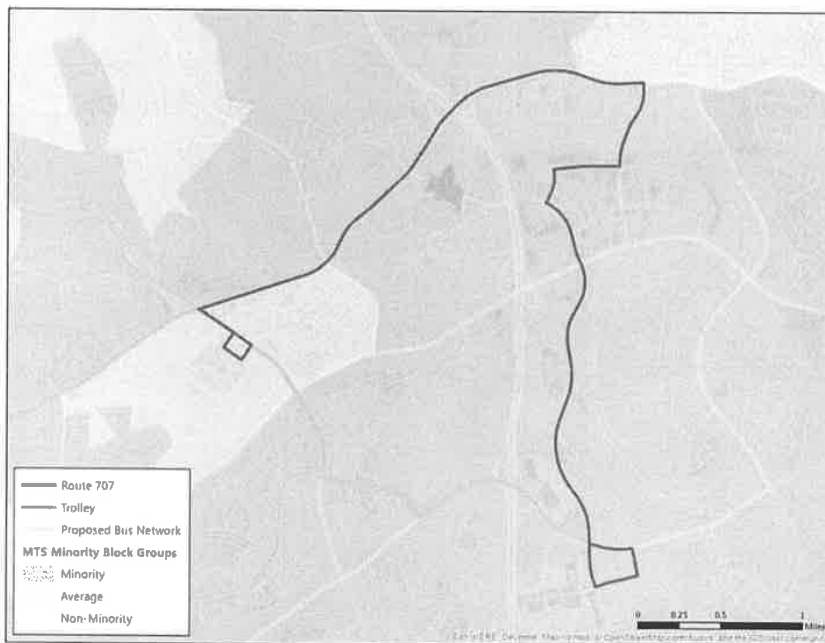 Route 707
Trolley
Proposed Bus Network
MTS Minority Block Groups
Minority
Average
Non-Minority
0 0.25 0.5 1
Miles